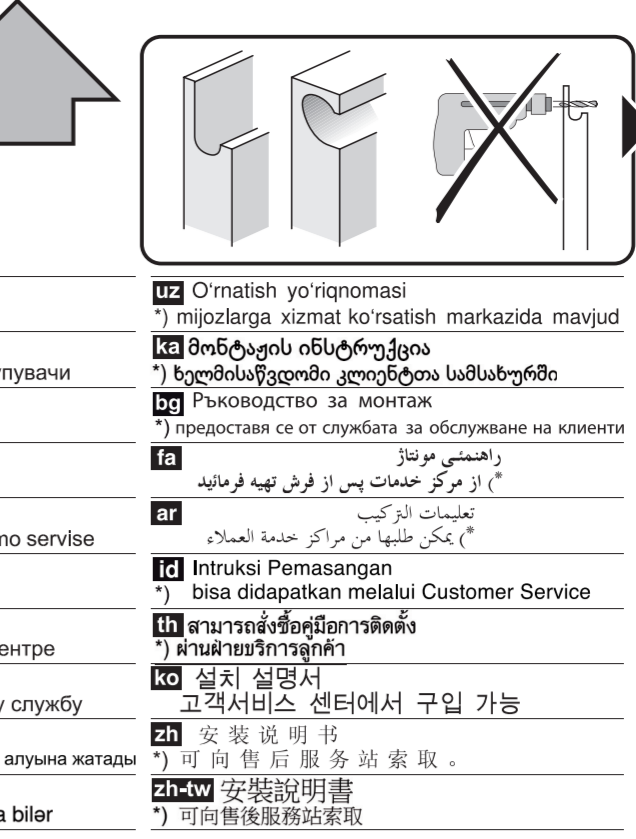 упувачи
mo servise
ентре
у службу
алуына жатады
a bilər
uz O‘rnatish yo‘riqnomasi
*) mijozlarga xizmat ko‘rsatish markazida mavjud
ka მონტაჟის ინსტრუქცია
*) ხელმისაწვდომი კლიენტთა სამსახურში
bg Ръководство за монтаж
*) предоставя се от службата за обслужване на клиенти
fa راهنمئی مونتاژ
*) از مرکز خدمات پس از فرش تهیه فرمائید
ar تعليمات التركيب
*) يمكن طلبها من مراكز خدمة العملاء
id Intruksi Pemasangan
*) bisa didapatkan melalui Customer Service
th สามารถสั่งซื้อคู่มือการติดตั้ง
*) ผ่านฝ่ายบริการลูกค้า
ko 설치 설명서
고객서비스 센터에서 구입 가능
zh 安装说明书
*) 可向售后服务站索取。
zh-tw 安裝說明書
*) 可向售後服務站索取